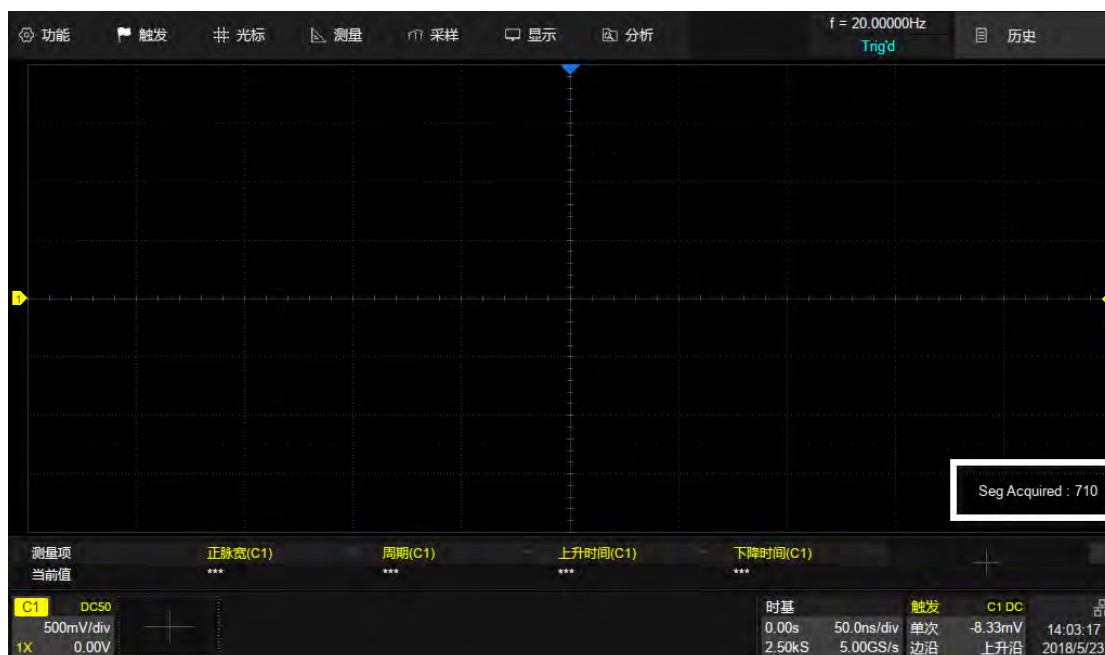 功能 触发 光标 测量 采样 显示 分析 f = 20.00000Hz 历史
Trig'd
1
Seg Acquired : 710
测量项 正脉宽(C1) 周期(C1) 上升时间(C1) 下降时间(C1)
当前值 *** *** *** ***
C1 DC50 时基 触发 C1 DC
500mV/div 0.00s 50.0ns/div 单次 -8.33mV 14:03:17
1X 0.00V 2.50kS 5.00GS/s 边沿 上升沿 2018/5/23